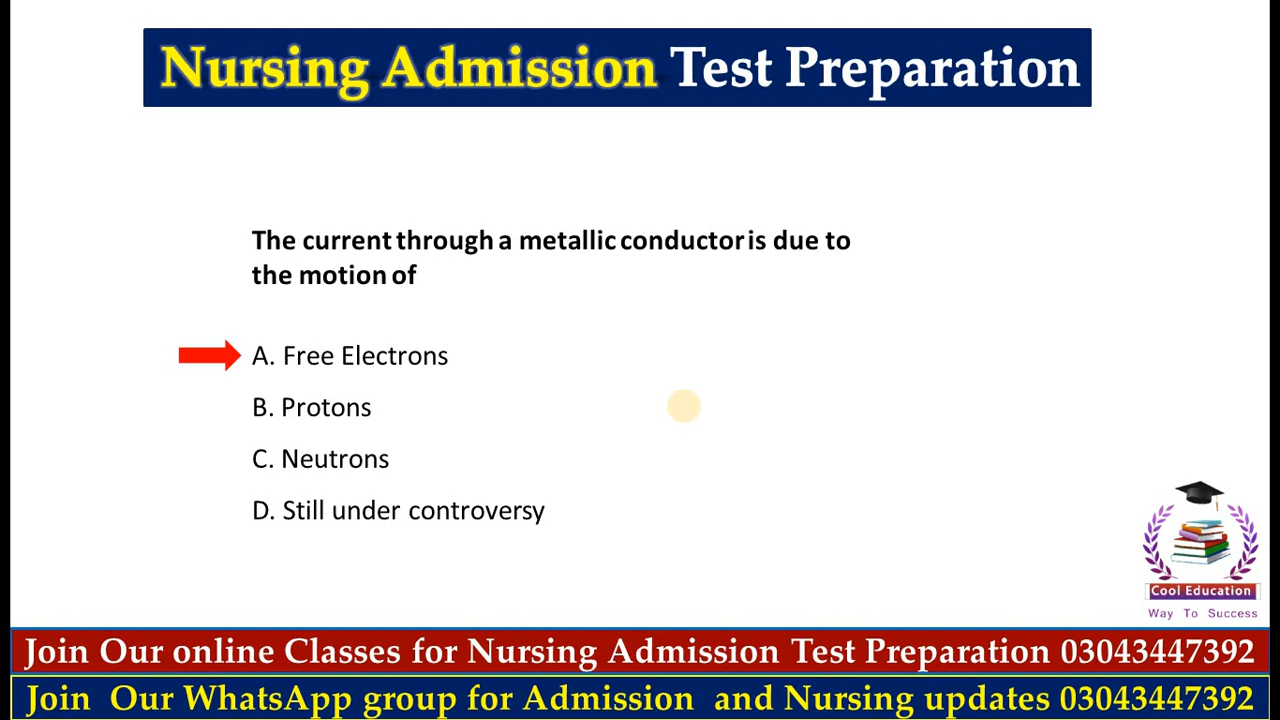 Nursing Admission Test Preparation
The current through a metallic conductor is due to
the motion of
A. Free Electrons
B. Protons
C. Neutrons
D. Still under controversy
Cool Education
Way To Success
Join Our online Classes for Nursing Admission Test Preparation 03043447392
Join Our WhatsApp group for Admission and Nursing updates 03043447392